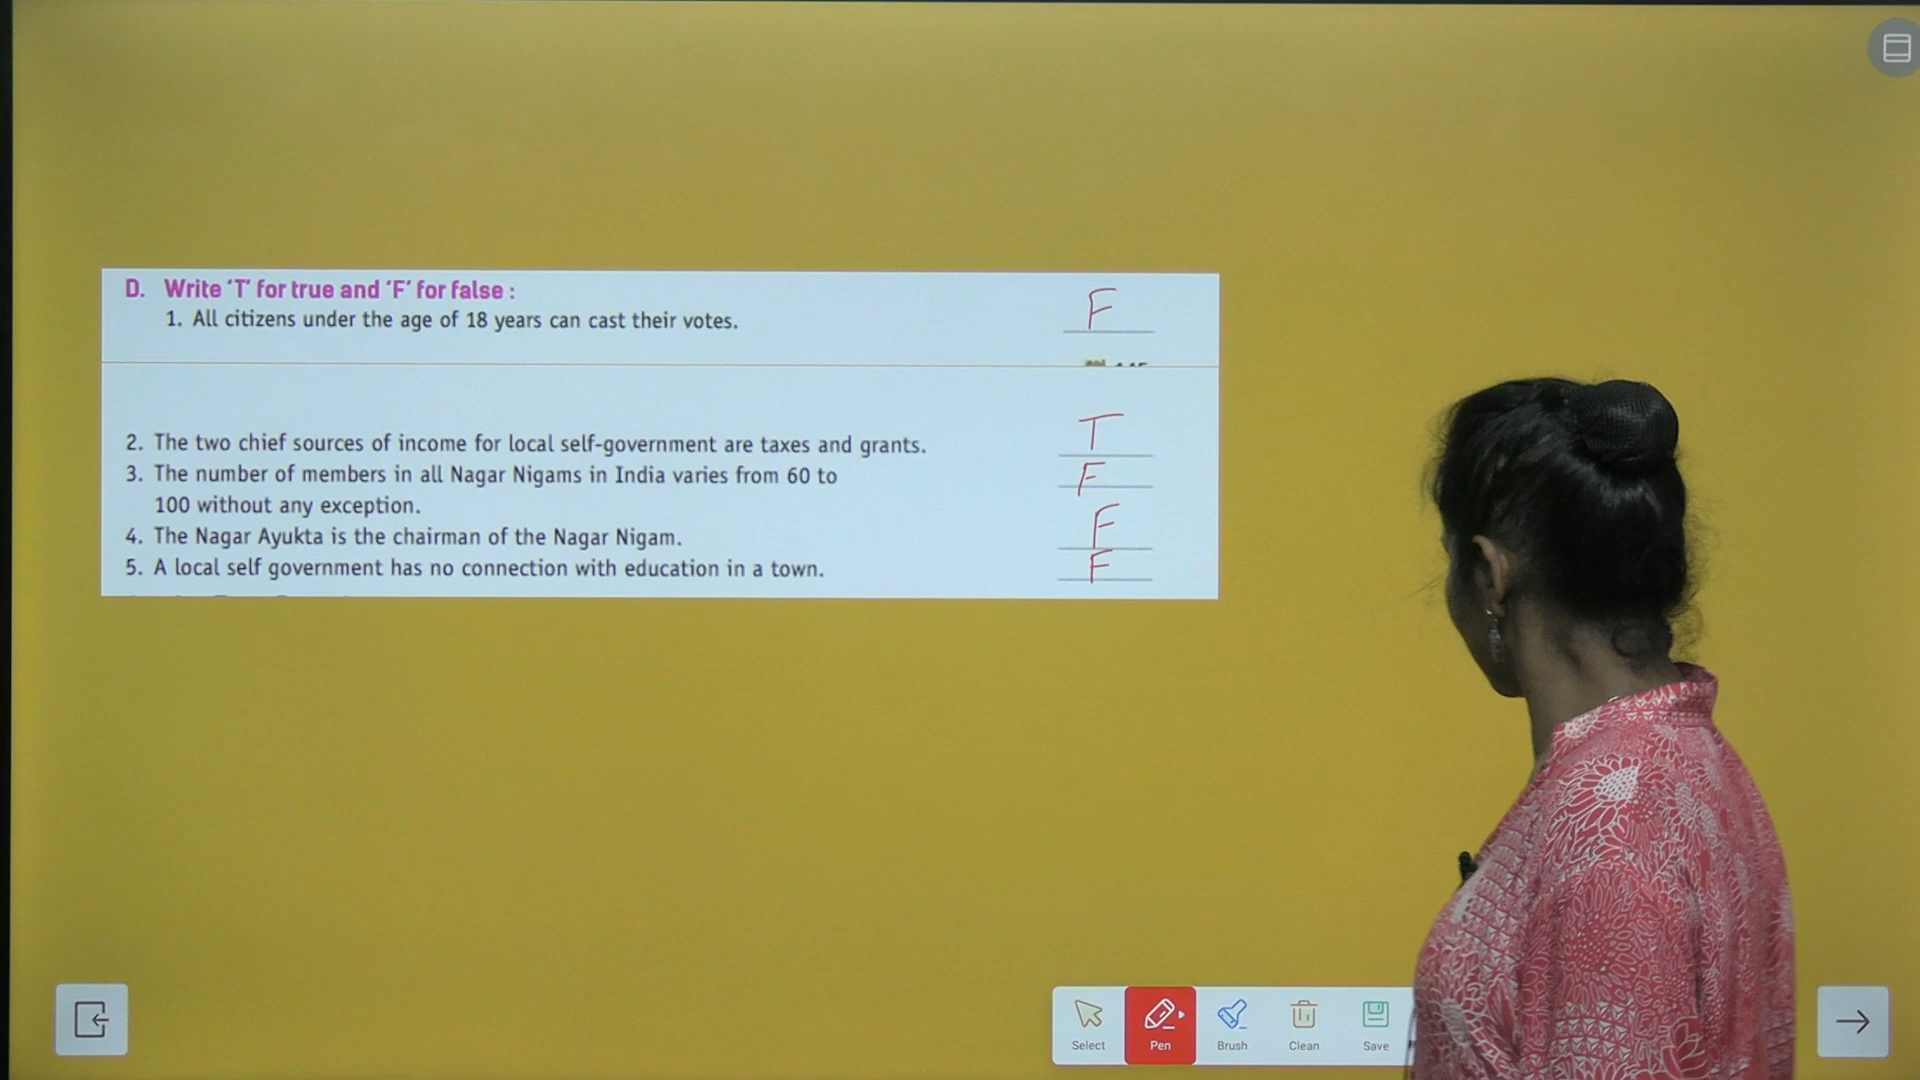 D. Write 'T' for true and 'F' for false :
1. All citizens under the age of 18 years can cast their votes. F
2. The two chief sources of income for local self-government are taxes and grants. T
3. The number of members in all Nagar Nigams in India varies from 60 to
100 without any exception. F
4. The Nagar Ayukta is the chairman of the Nagar Nigam. F
5. A local self government has no connection with education in a town. F
Select Pen Brush Clean Save